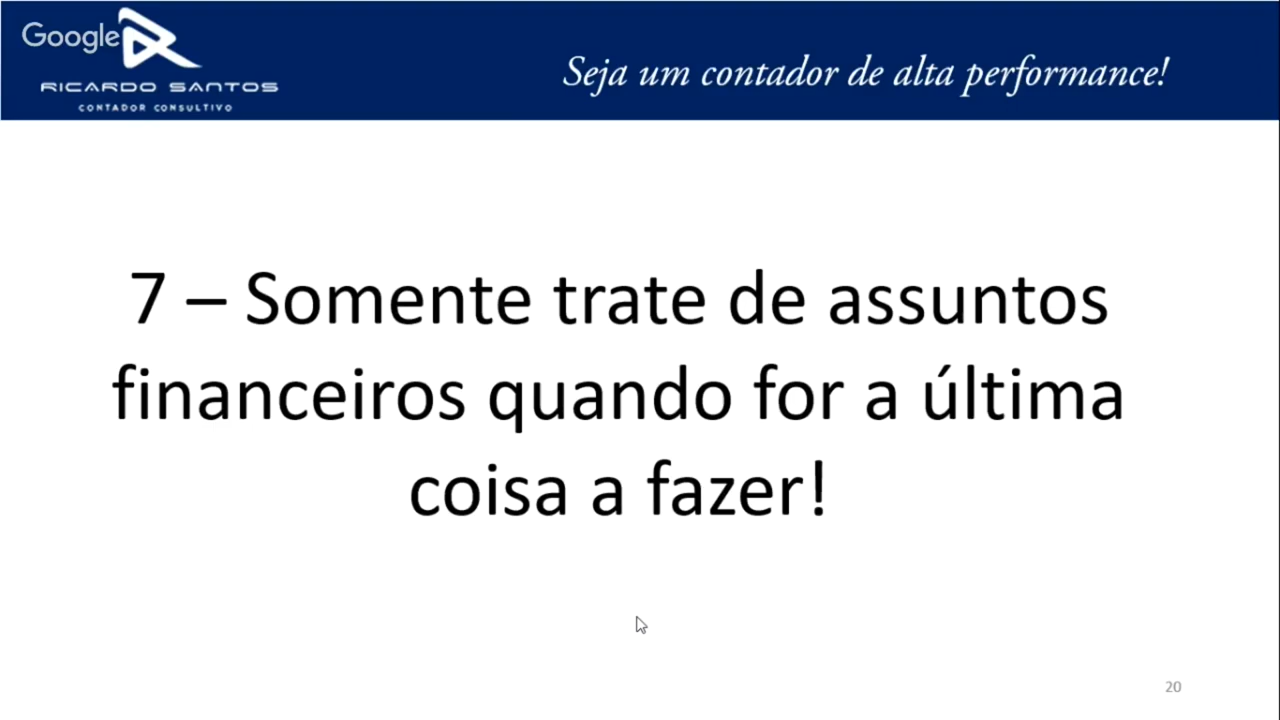 Google
RICARDO SANTOS
CONTADOR CONSULTIVO
Seja um contador de alta performance!
7 – Somente trate de assuntos
financeiros quando for a última
coisa a fazer!
20